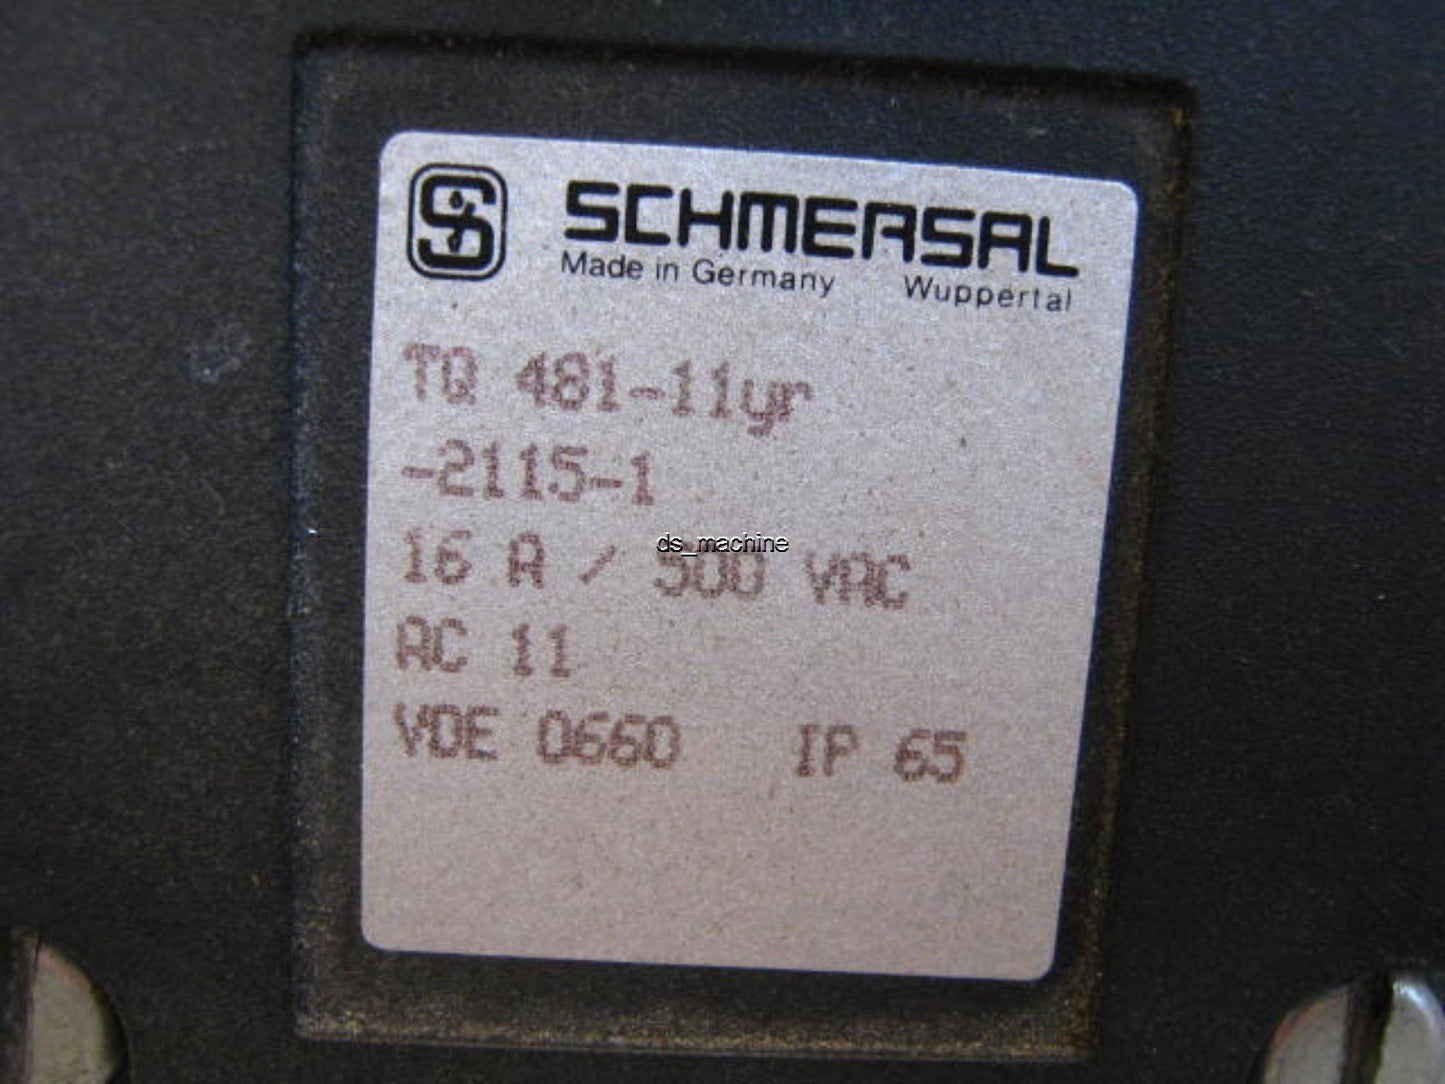 SCHMERSAL
Made in Germany Wuppertal
TQ 481-11yr
-2115-1
ds_machine
16 A / 500 VAC
AC 11
VDE 0660 IP 65